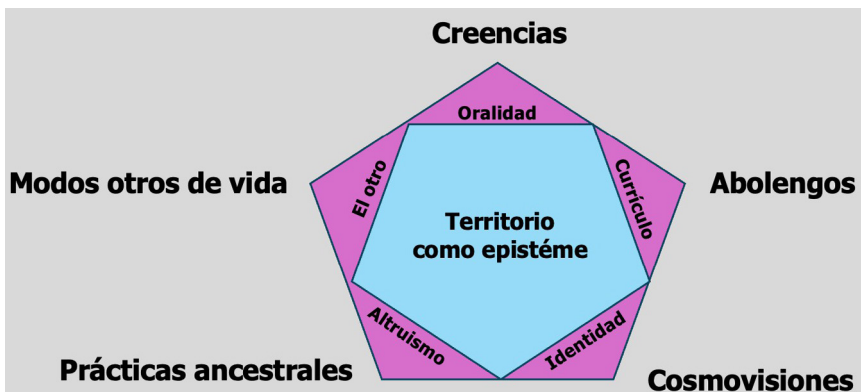 Creencias
Oralidad
Modos otros de vida
El otro
Currículo
Abolengos
Territorio
como epistéme
Altruismo
Identidad
Prácticas ancestrales
Cosmovisiones